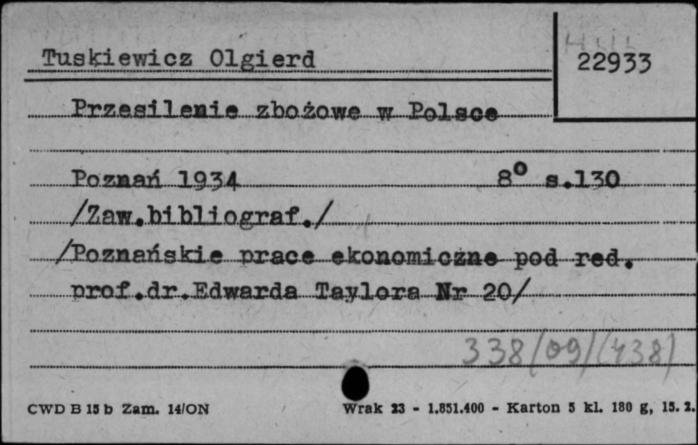 Tuskiewicz Olgierd
22933
Przesilenie zbożowe w Polsce
Poznań 1934 8° s.130
/Zaw.bibliograf./
/Poznańskie prace ekonomiczne pod red.
prof.dr.Edwarda Taylora Nr 20/
338/09/(438)
CWD B 15 b Zam. 14/ON Wrak 23 - 1.851.400 - Karton 5 kl. 180 g, 15. 2.